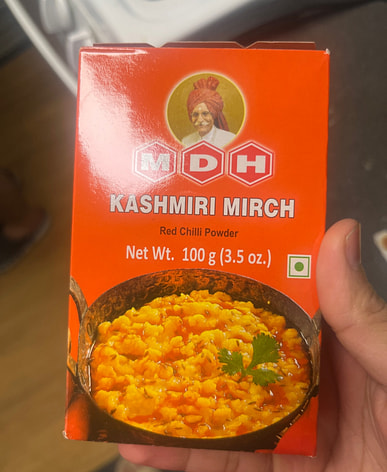 MDH
KASHMIRI MIRCH
Red Chilli Powder
Net Wt. 100 g (3.5 oz.)